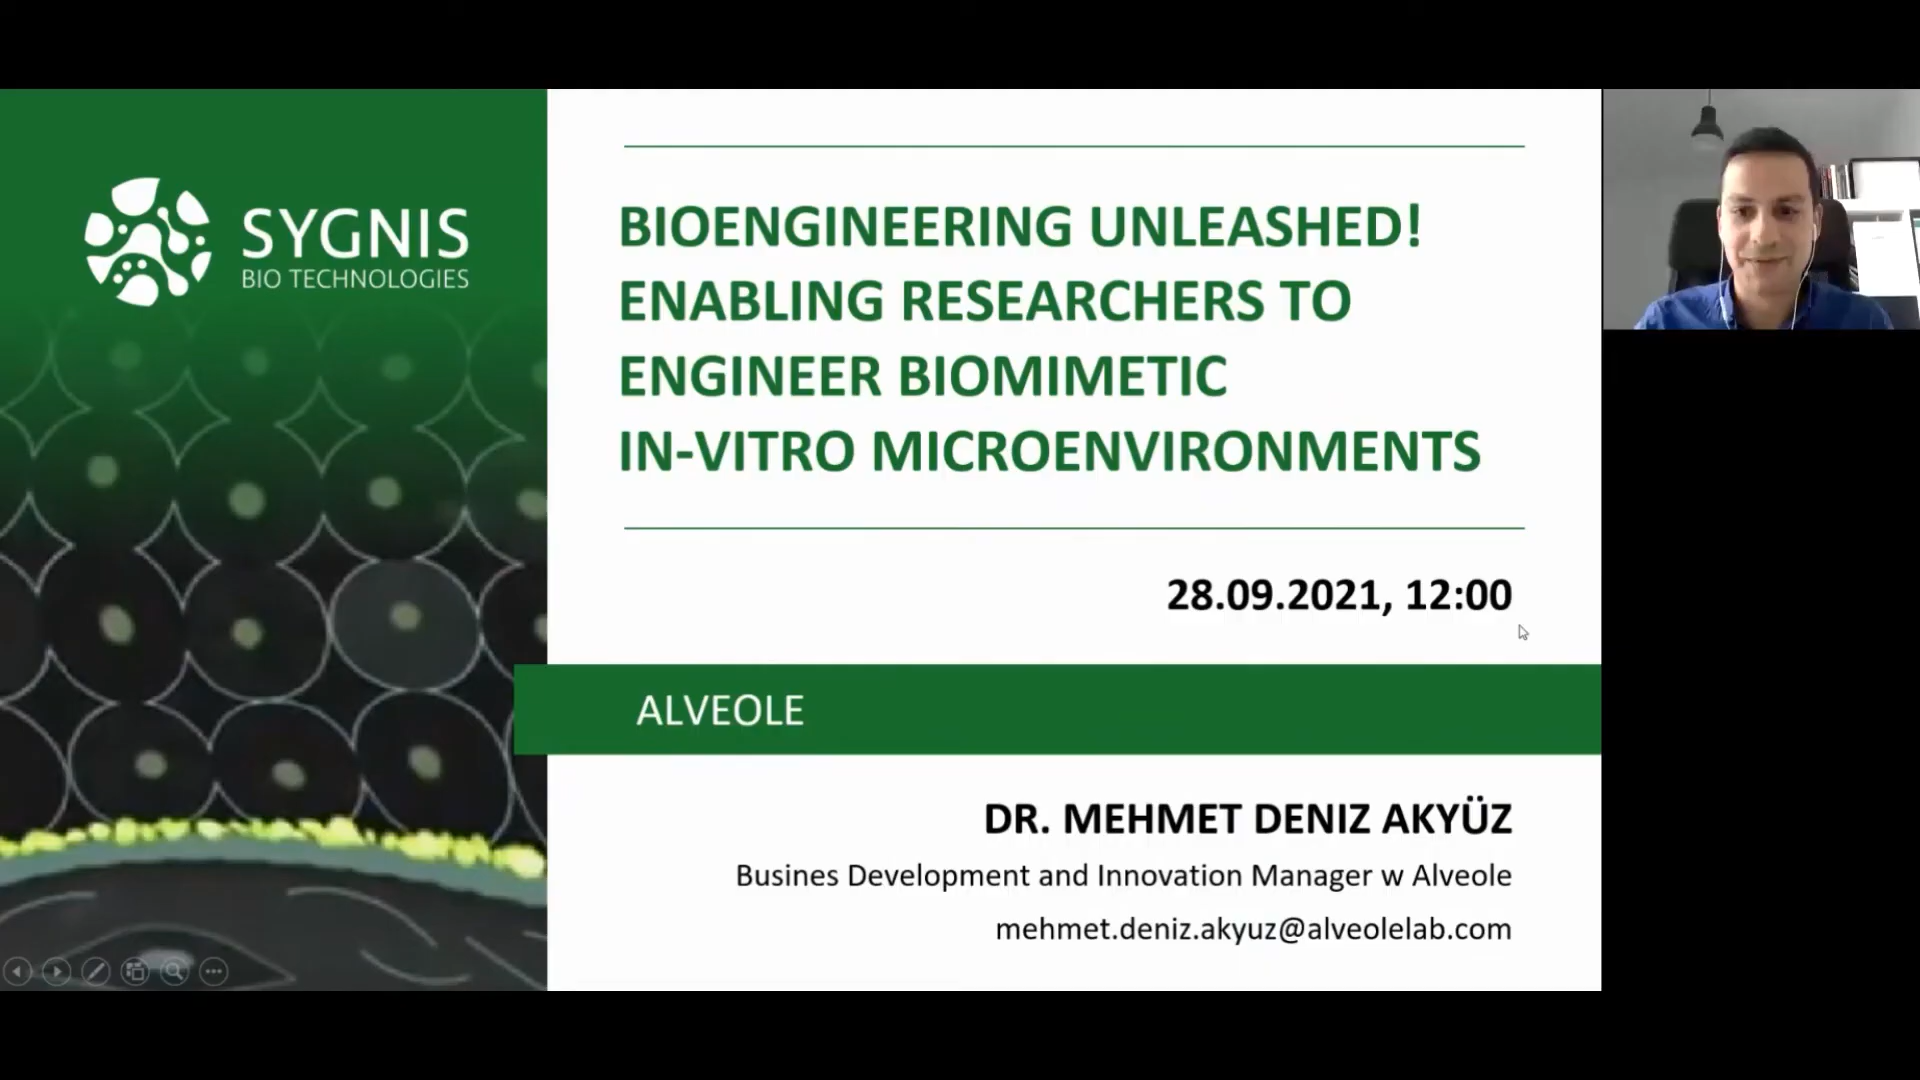 SYGNIS
BIO TECHNOLOGIES
BIOENGINEERING UNLEASHED!
ENABLING RESEARCHERS TO
ENGINEER BIOMIMETIC
IN-VITRO MICROENVIRONMENTS
28.09.2021, 12:00
ALVEOLE
DR. MEHMET DENIZ AKYÜZ
Busines Development and Innovation Manager w Alveole
mehmet.deniz.akyuz@alveolelab.com